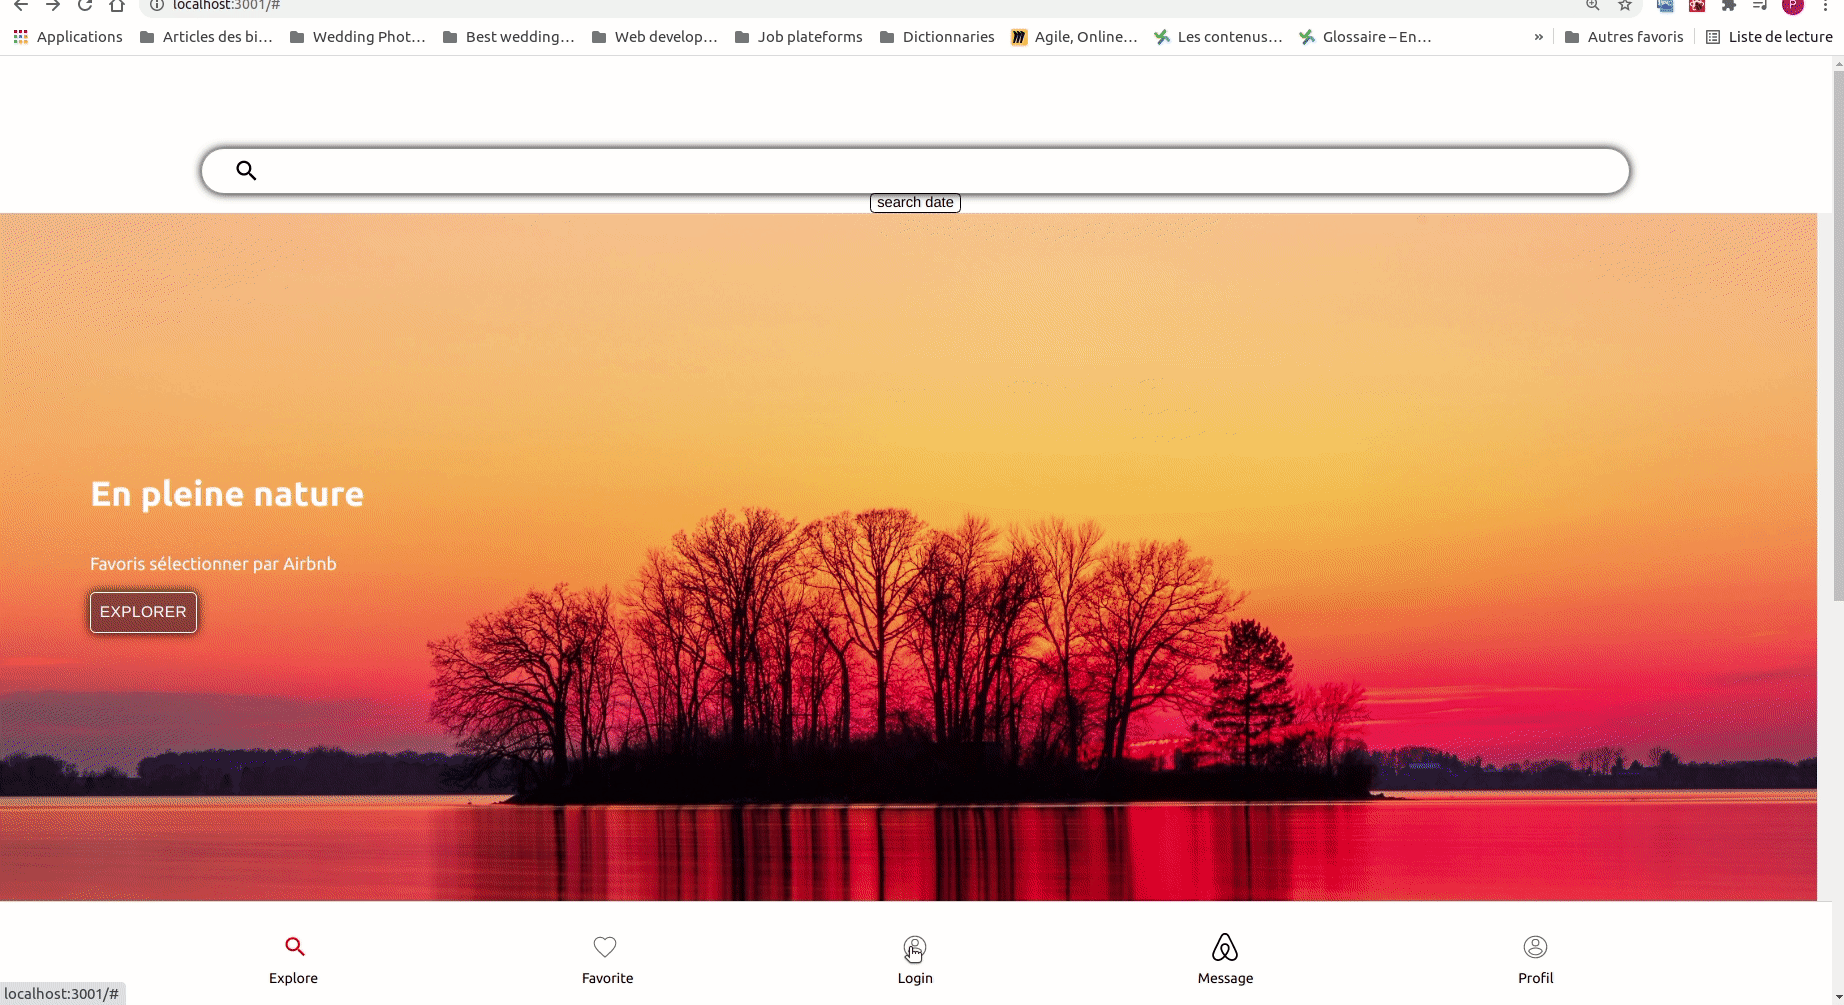 localhost:3001/#
P
Applications
Articles des bi...
Wedding Phot...
Best wedding...
Web develop...
Job plateforms
Dictionnaries
Agile, Online...
Les contenus...
Glossaire – En...
»
Autres favoris
Liste de lecture
search date
En pleine nature
Favoris sélectionner par Airbnb
EXPLORER
Explore
Favorite
Login
Message
Profil
localhost:3001/#